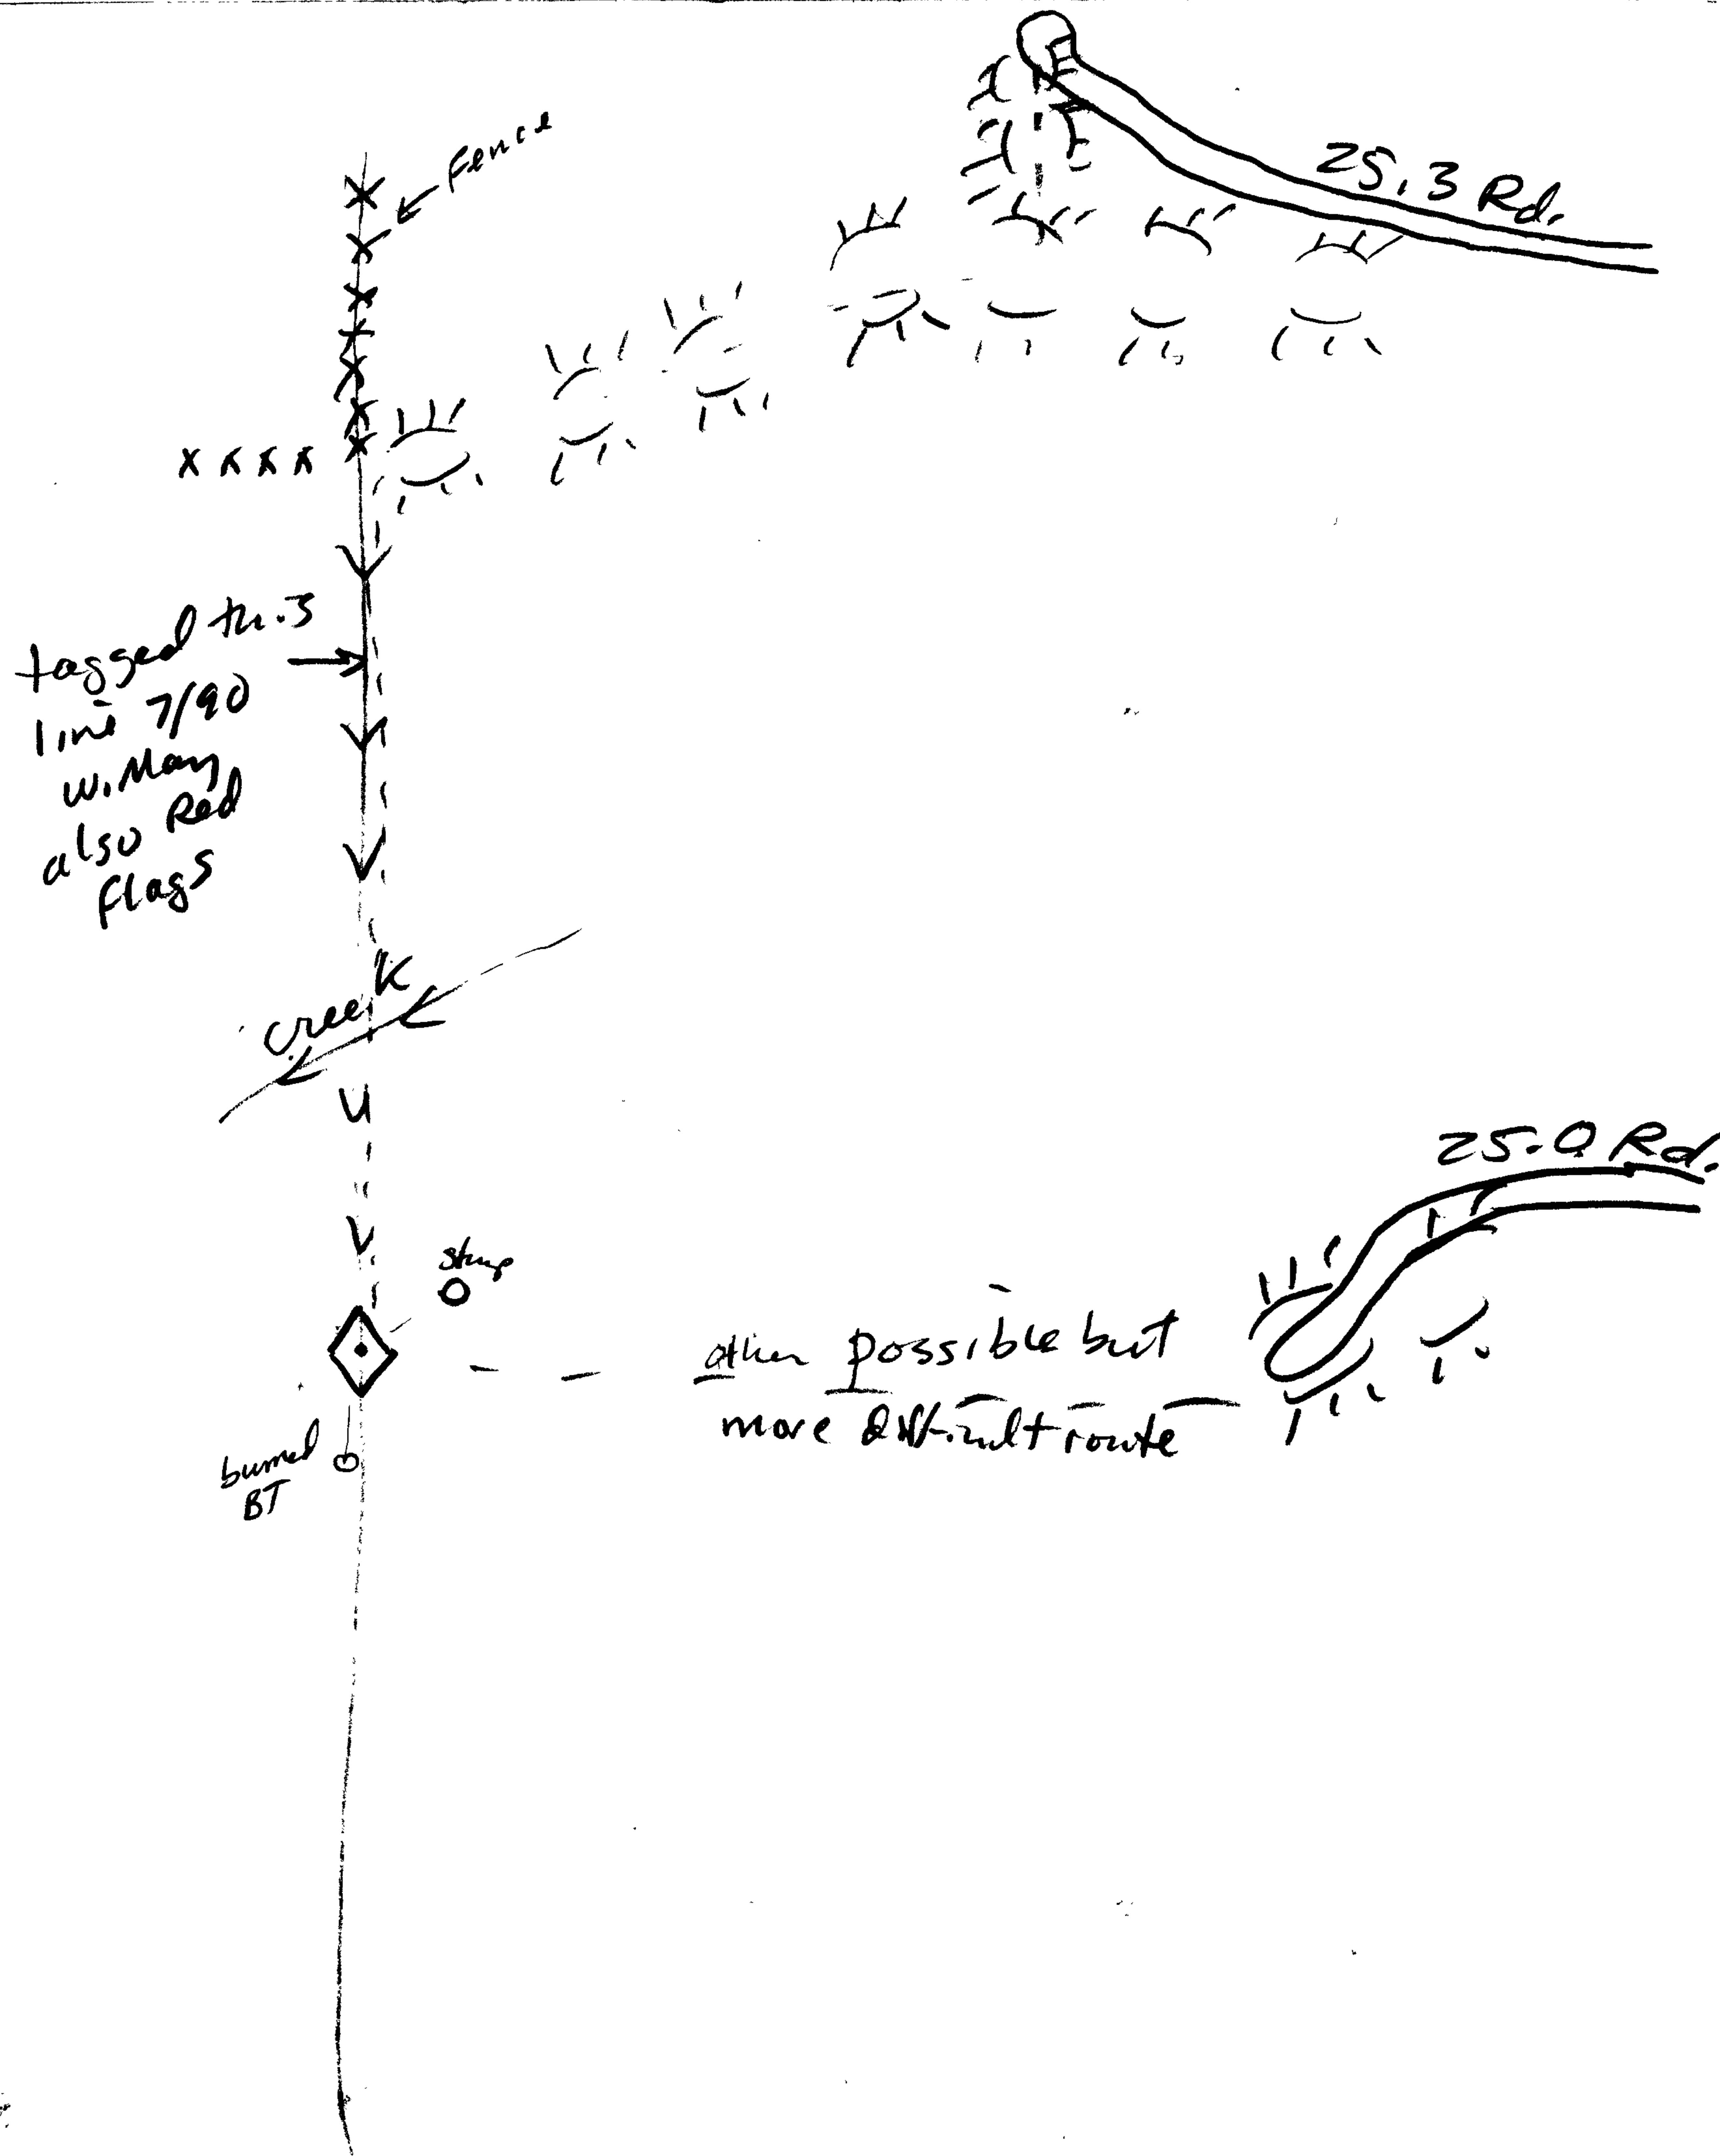 25.3 Rd.
fence
x x x x
tagged this
line 7/90
w. Mary
also Red
flags
creek
25.0 Rd.
stump
other possible but
more difficult route
burned
BT